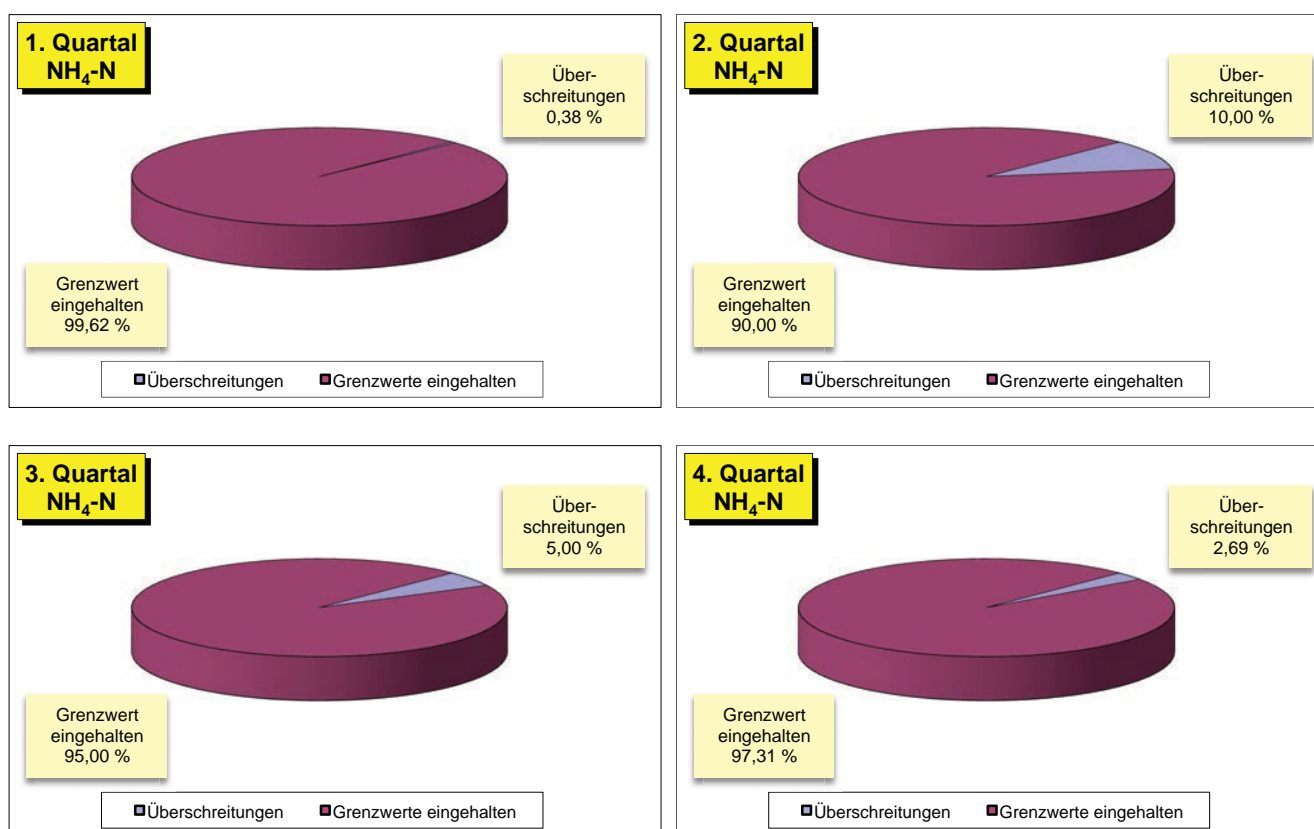 1. Quartal
NH₄-N
Über-
schreitungen
0,38 %
Grenzwert
eingehalten
99,62 %
Überschreitungen Grenzwerte eingehalten
2. Quartal
NH₄-N
Über-
schreitungen
10,00 %
Grenzwert
eingehalten
90,00 %
Überschreitungen Grenzwerte eingehalten
3. Quartal
NH₄-N
Über-
schreitungen
5,00 %
Grenzwert
eingehalten
95,00 %
Überschreitungen Grenzwerte eingehalten
4. Quartal
NH₄-N
Über-
schreitungen
2,69 %
Grenzwert
eingehalten
97,31 %
Überschreitungen Grenzwerte eingehalten